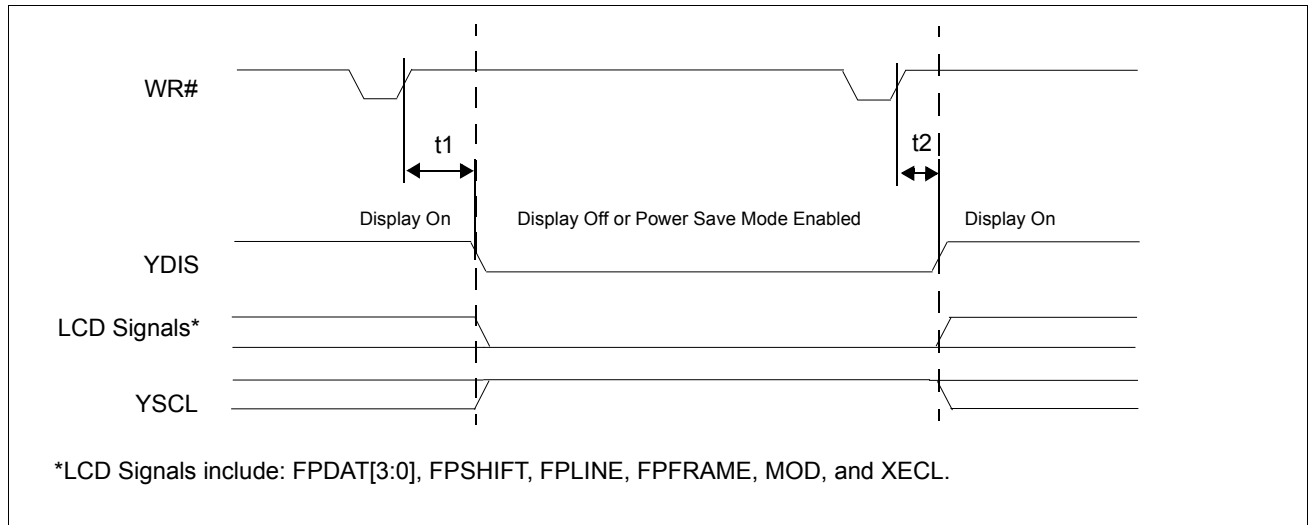 WR#
t1
t2
Display On
Display Off or Power Save Mode Enabled
Display On
YDIS
LCD Signals*
YSCL
*LCD Signals include: FPDAT[3:0], FPSHIFT, FPLINE, FPFRAME, MOD, and XECL.